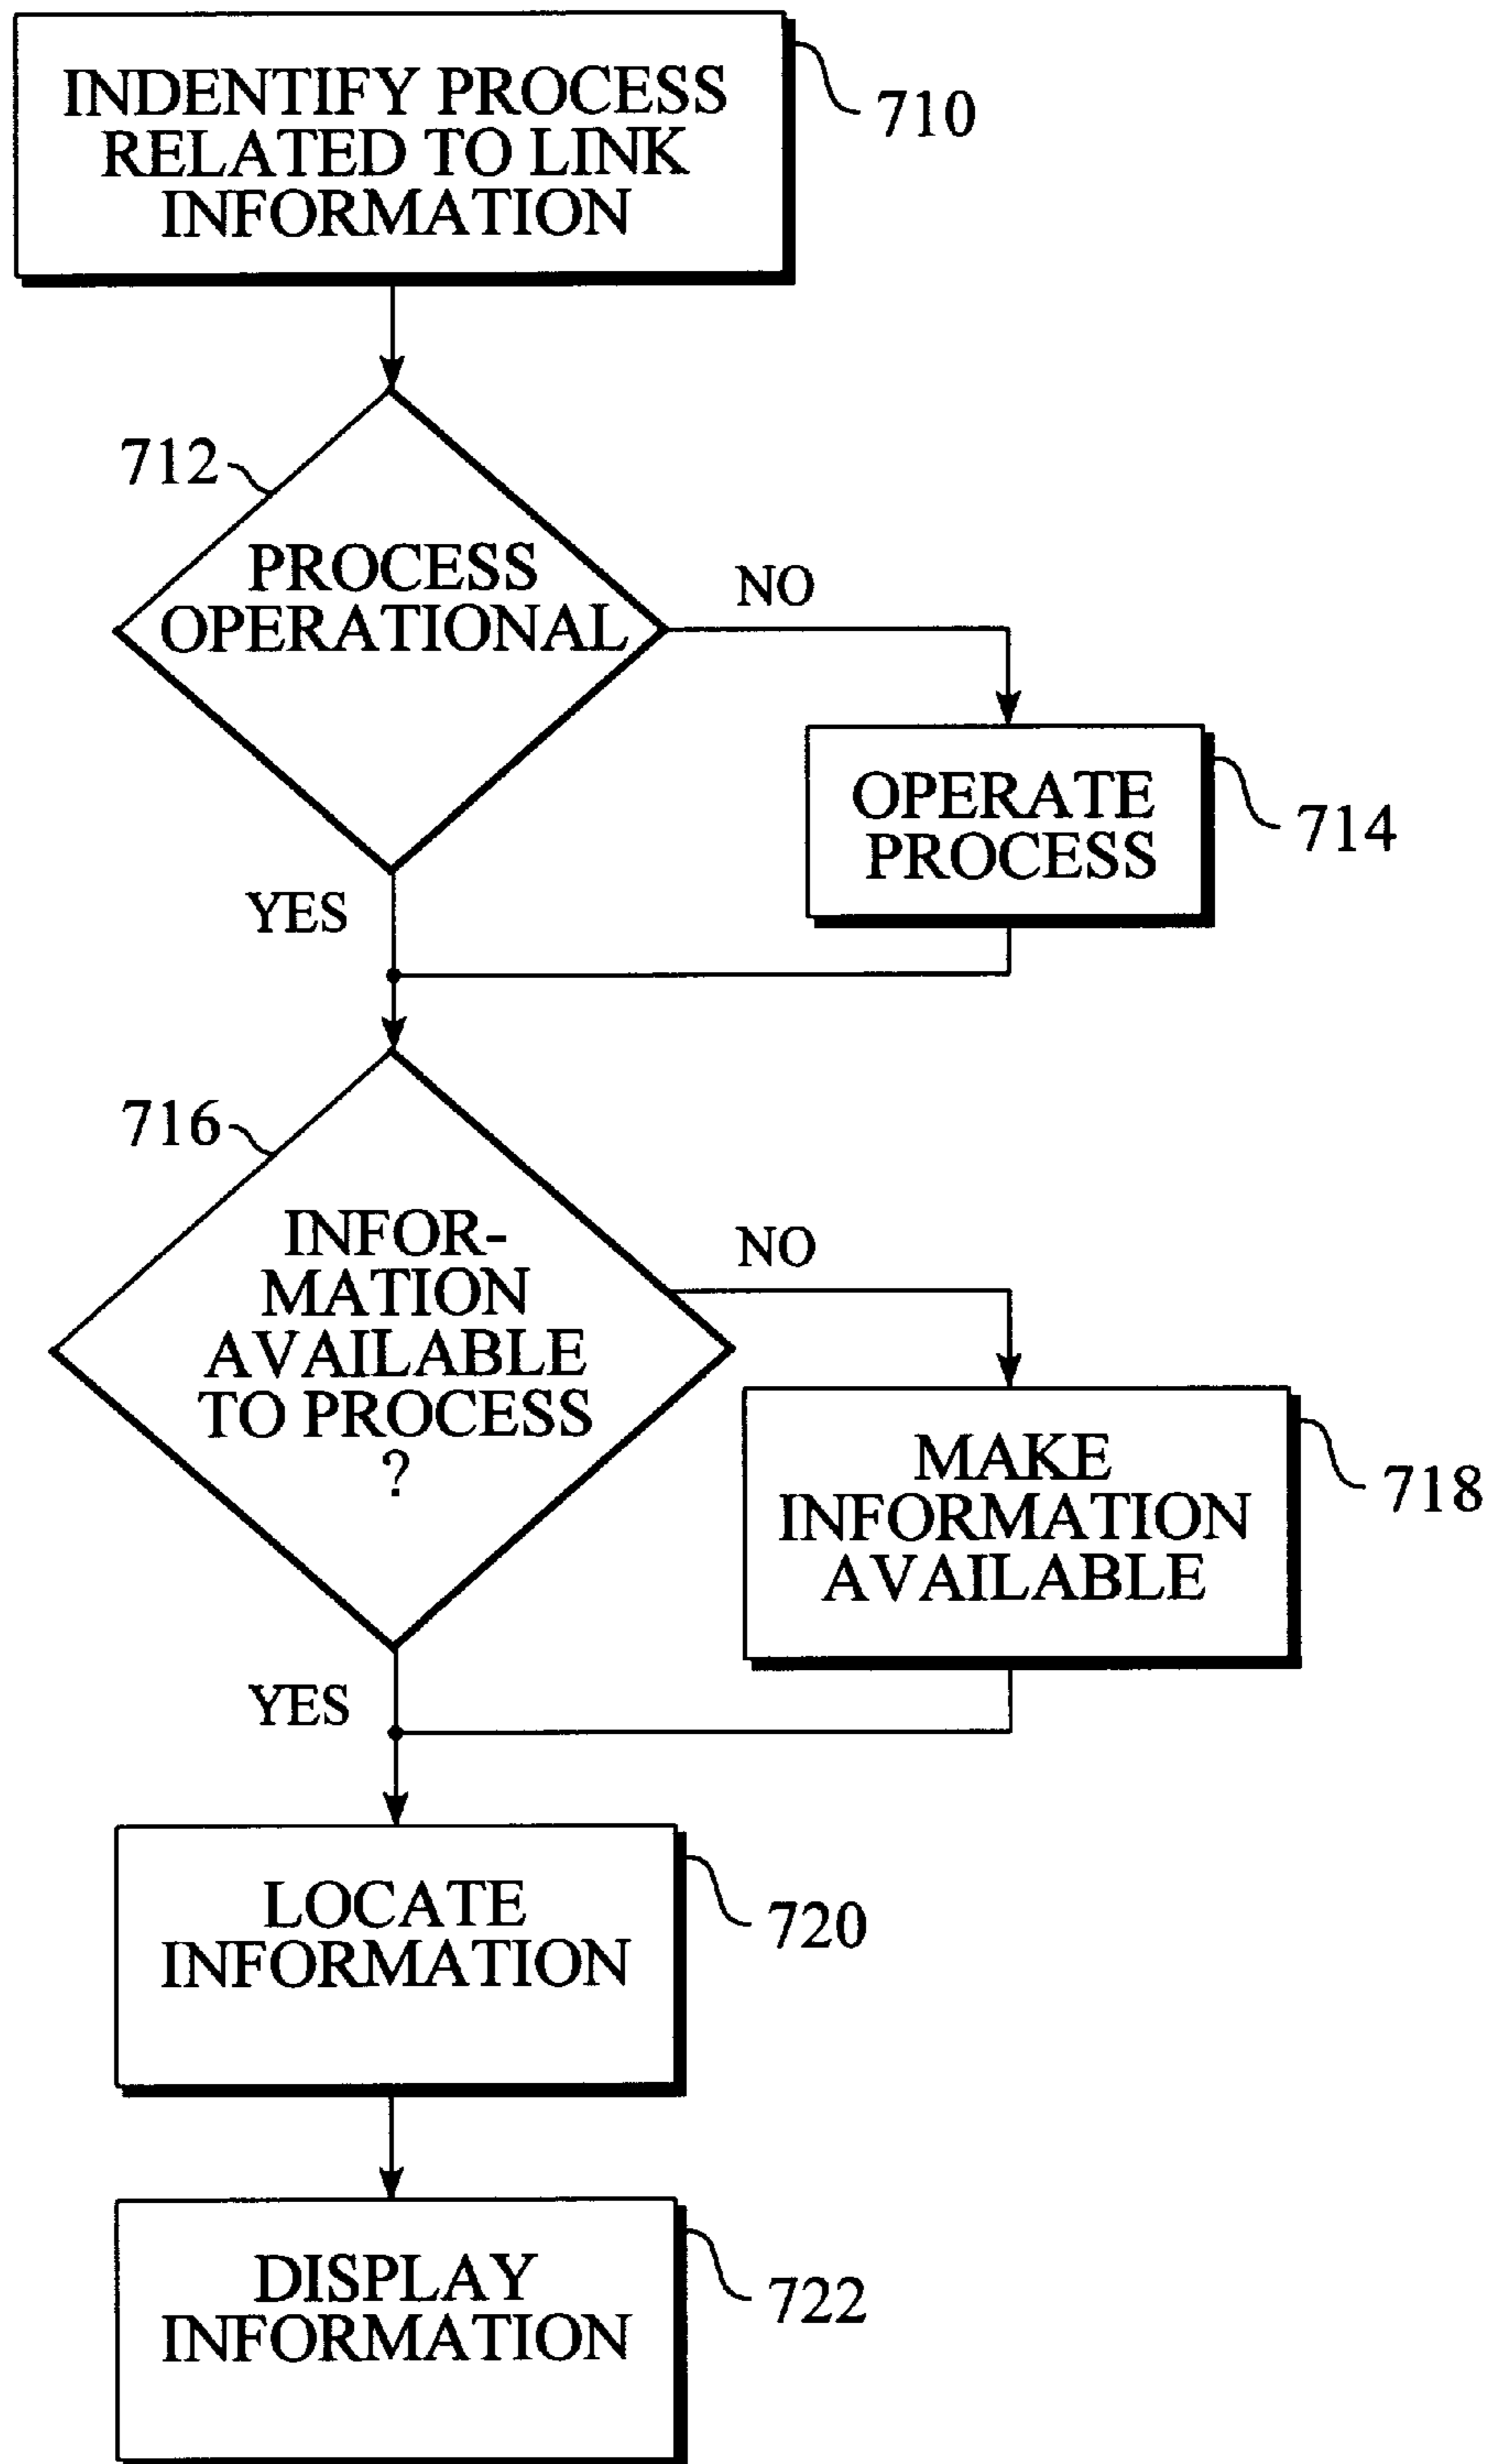 INDENTIFY PROCESS
RELATED TO LINK
INFORMATION
710
712
PROCESS
OPERATIONAL
NO
OPERATE
PROCESS
714
YES
716
INFOR-
MATION
AVAILABLE
TO PROCESS
?
NO
MAKE
INFORMATION
AVAILABLE
718
YES
LOCATE
INFORMATION
720
DISPLAY
INFORMATION
722